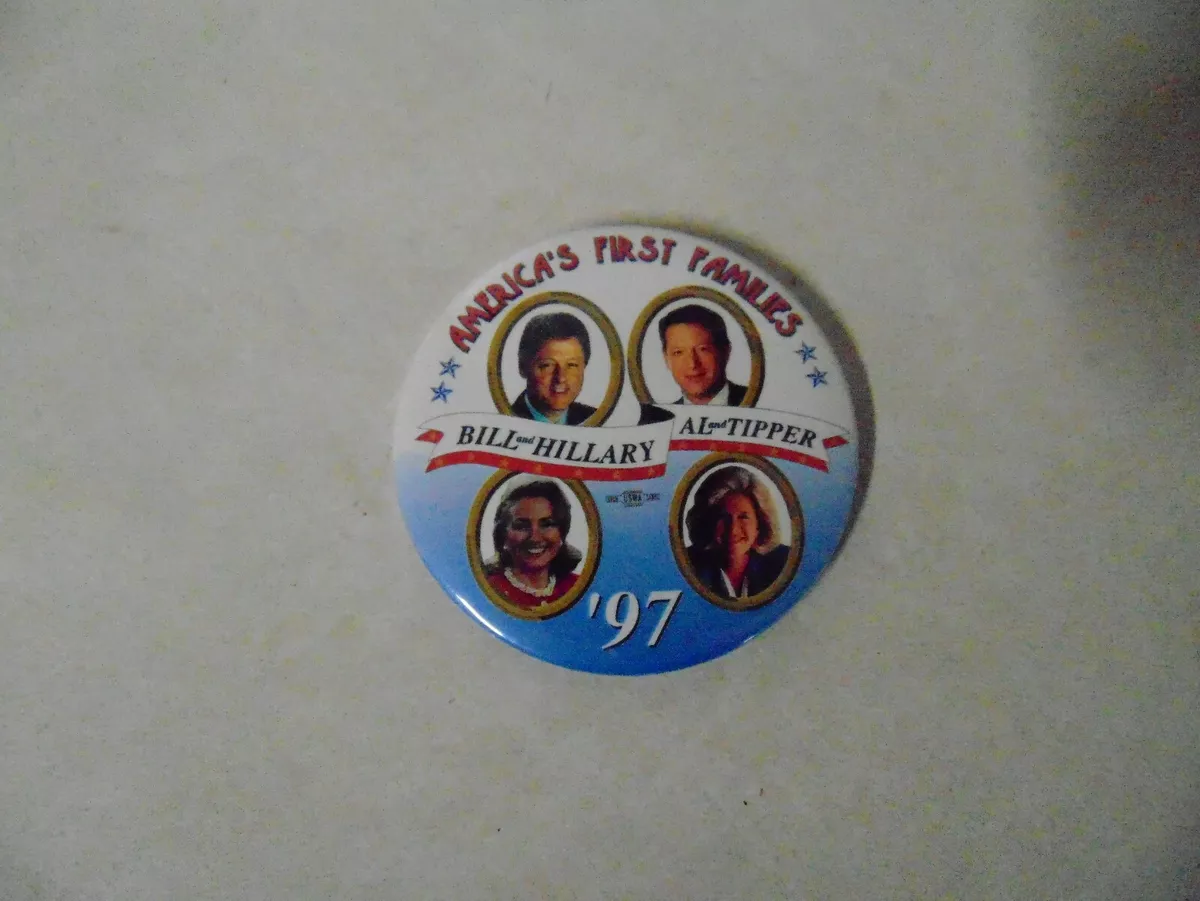 AMERICA'S FIRST FAMILIES
BILL and HILLARY
AL and TIPPER
'97